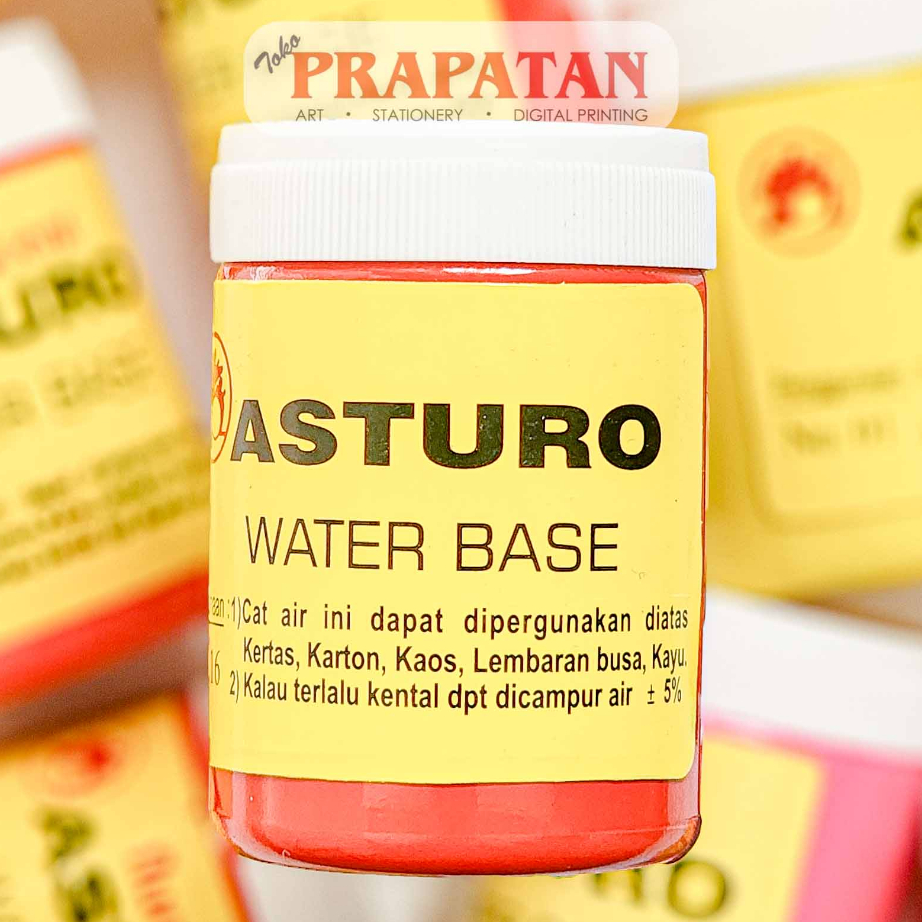 Toko
PRAPATAN
ART • STATIONERY • DIGITAL PRINTING
ASTURO
WATER BASE
1) Cat air ini dapat dipergunakan diatas
Kertas, Karton, Kaos, Lembaran busa, Kayu.
16
2) Kalau terlalu kental dpt dicampur air ± 5%